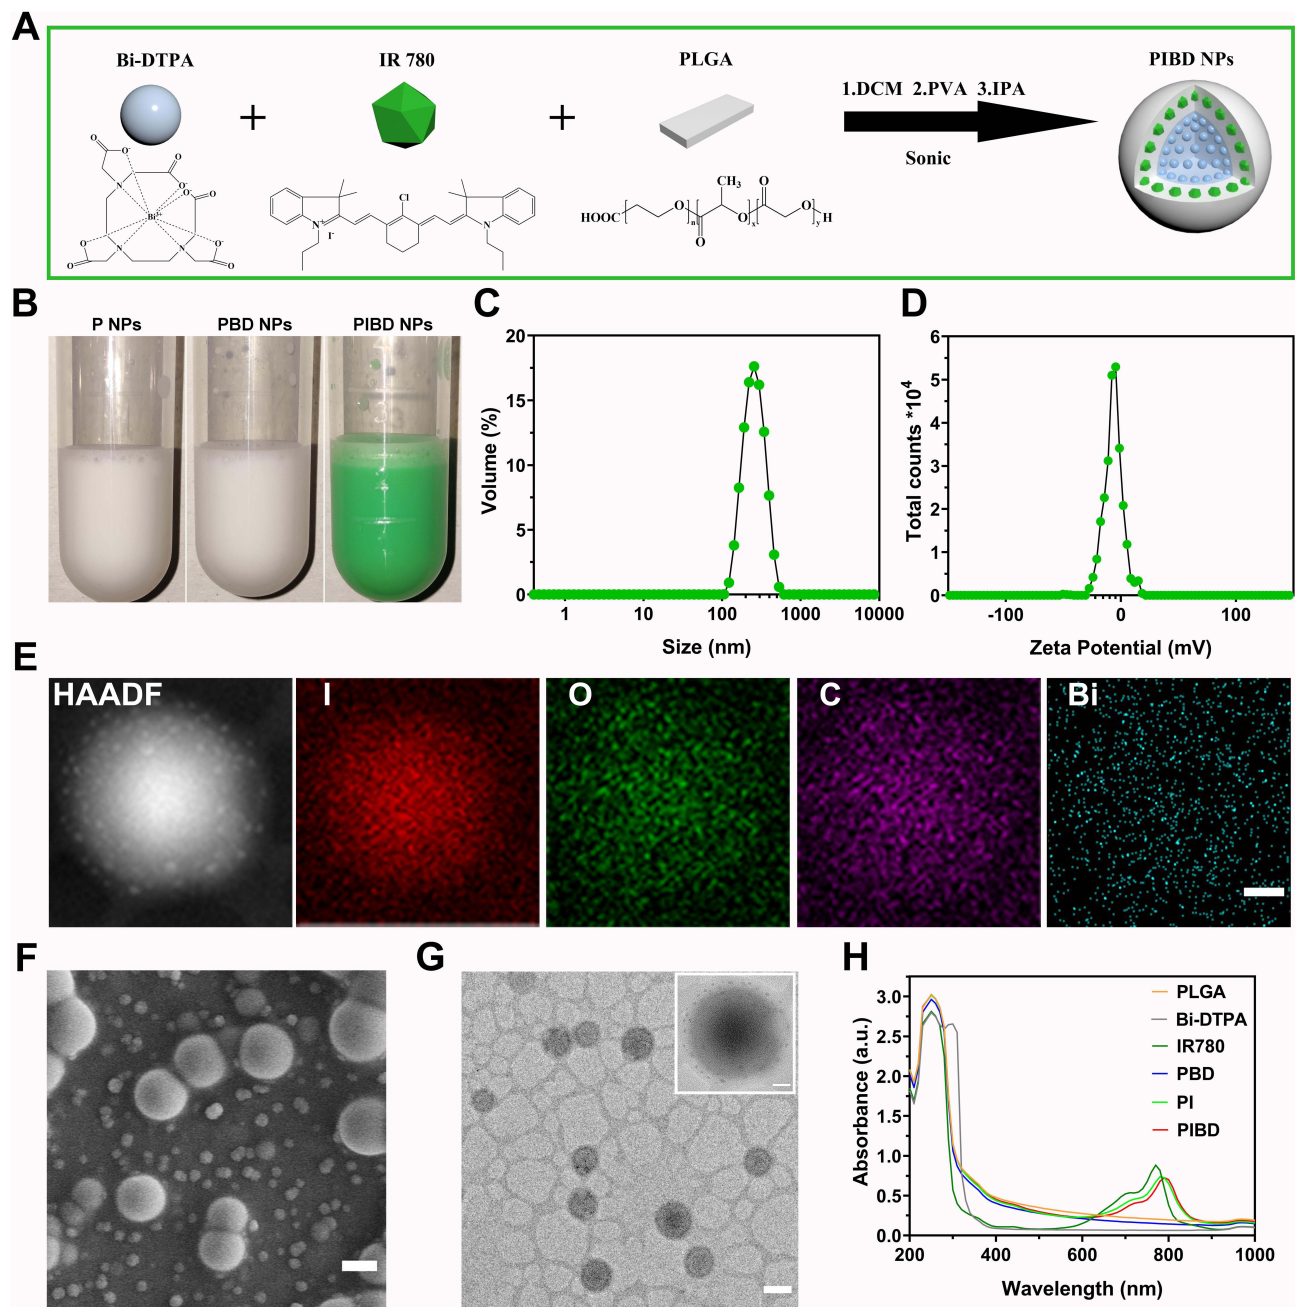 A
Bi-DTPA
IR 780
PLGA
PIBD NPs
+
+
1.DCM 2.PVA 3.IPA
Sonic
O
O⁻
O
O⁻
O
O
N
Bi³⁺
O⁻
O
N
N
O⁻
O
Cl
N⁺
I⁻
N
HOOC
O
n
CH₃
O
O
x
O
O
y
H
B
P NPs
PBD NPs
PIBD NPs
C
Volume (%)
20
15
10
5
0
1
10
100
1000
10000
Size (nm)
D
Total counts *10⁴
6
5
4
3
2
1
0
-100
0
100
Zeta Potential (mV)
E
HAADF
I
O
C
Bi
F
G
H
Absorbance (a.u.)
3.0
2.5
2.0
1.5
1.0
0.5
0.0
200
400
600
800
1000
Wavelength (nm)
PLGA
Bi-DTPA
IR780
PBD
PI
PIBD